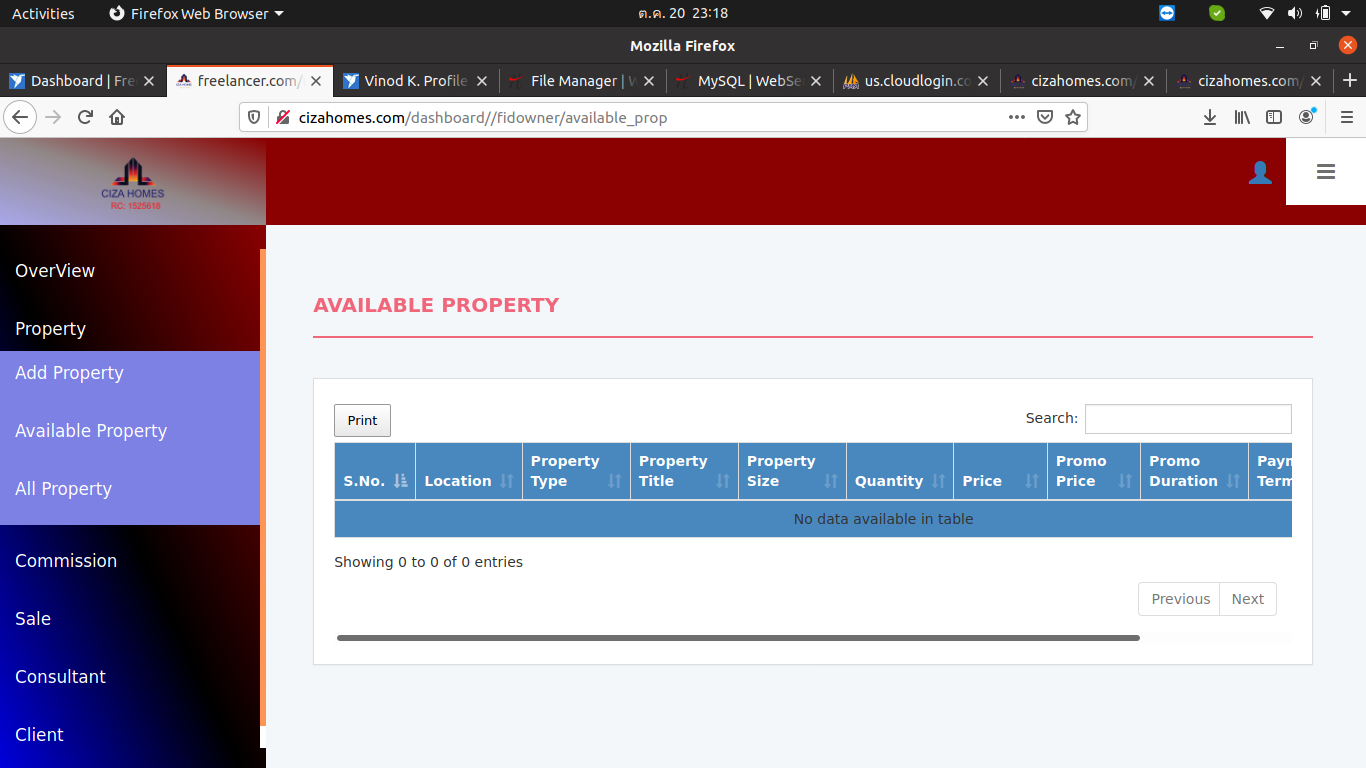 Activities Firefox Web Browser ต.ค. 20 23:18
Mozilla Firefox
Dashboard | Fre freelancer.com/ Vinod K. Profile File Manager | W MySQL | WebSe us.cloudlogin.co cizahomes.com/ cizahomes.com/
cizahomes.com/dashboard//fidowner/available_prop
CIZA HOMES
RC: 1525618
OverView
Property
Add Property
Available Property
All Property
Commission
Sale
Consultant
Client
AVAILABLE PROPERTY
Print Search:
S.No. Location Property Type Property Title Property Size Quantity Price Promo Price Promo Duration Paym Term
No data available in table
Showing 0 to 0 of 0 entries
Previous Next